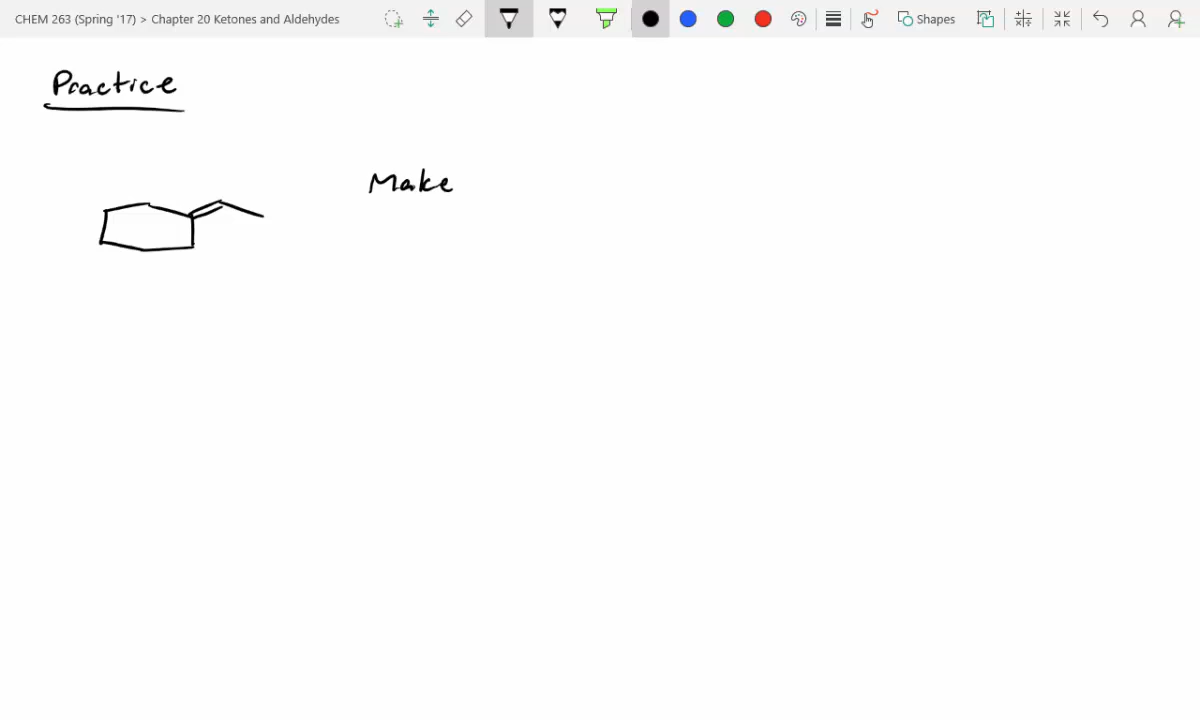 CHEM 263 (Spring '17) > Chapter 20 Ketones and Aldehydes
Shapes
Practice
Make